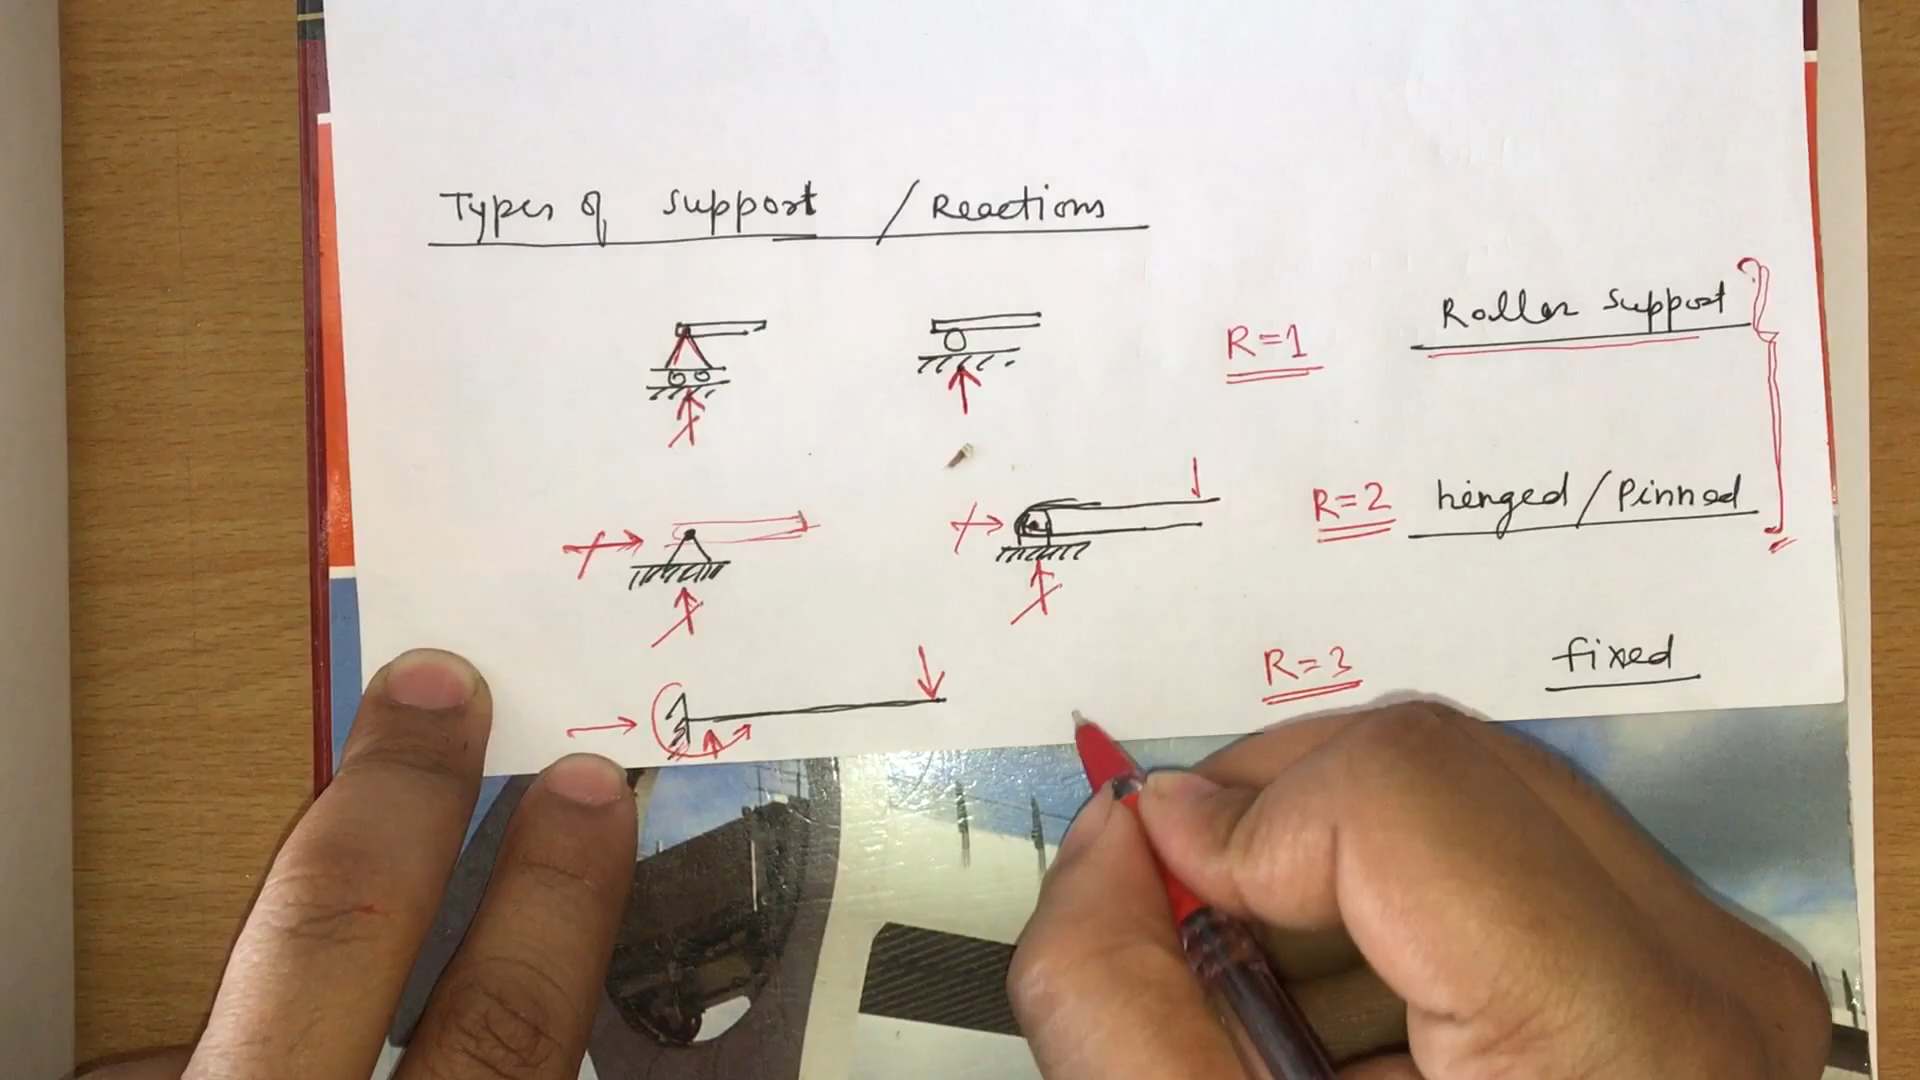 Types of support / Reactions
R=1 Roller support
R=2 hinged / Pinned
R=3 fixed